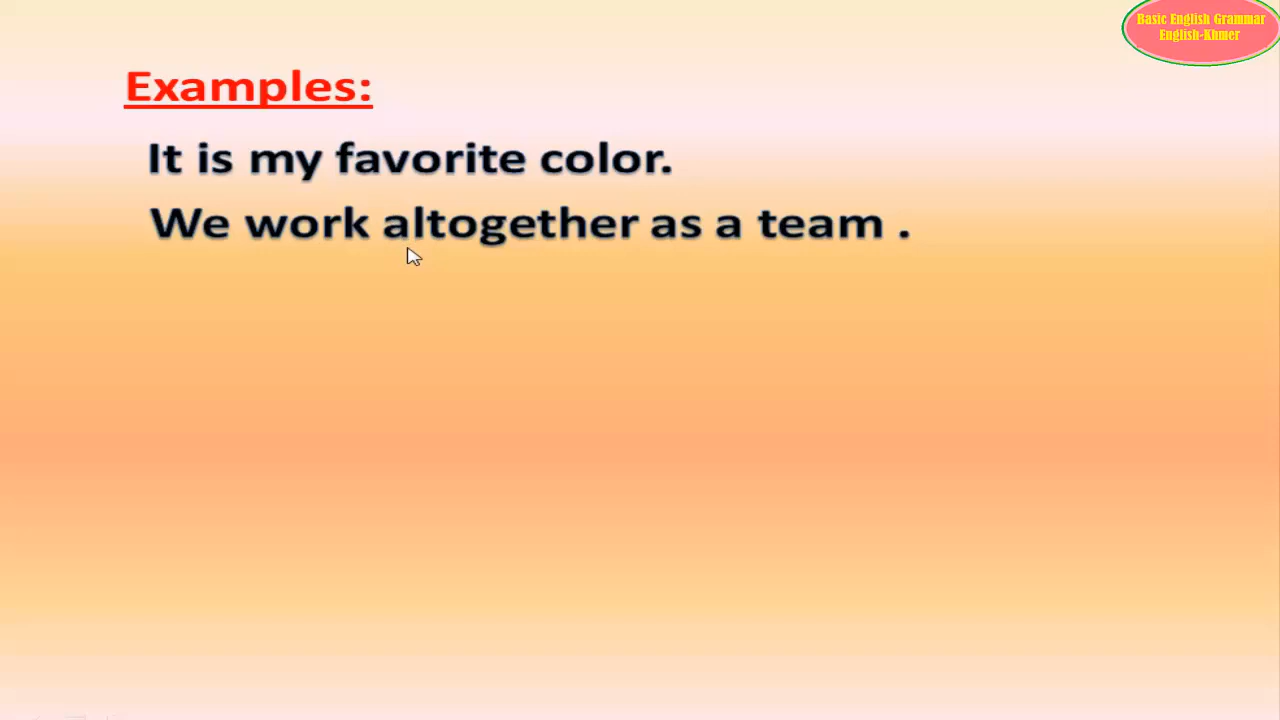 Basic English Grammar
English-Khmer
Examples:
It is my favorite color.
We work altogether as a team .